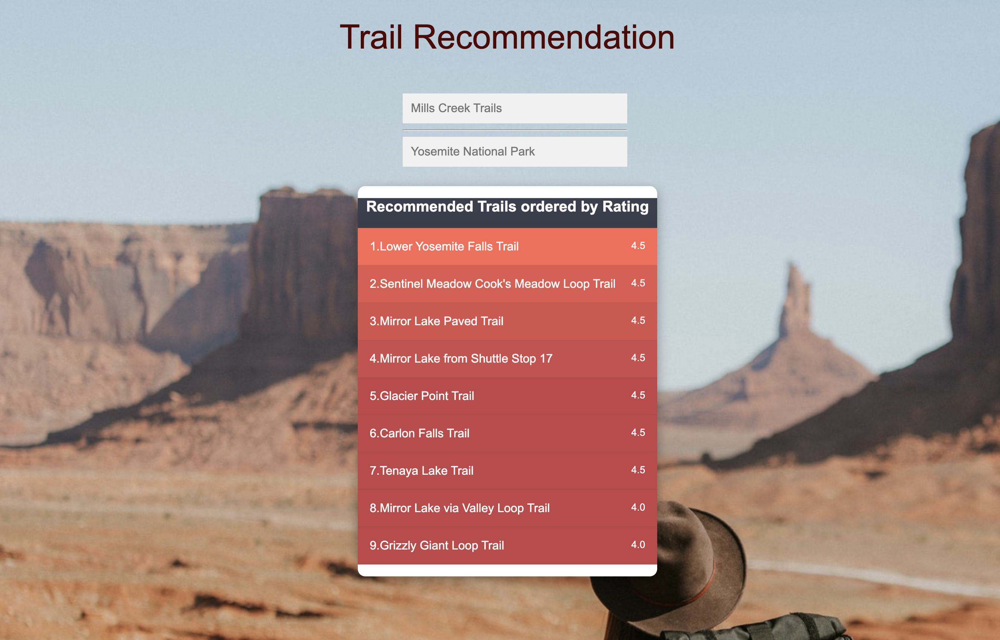 Trail Recommendation
Mills Creek Trails
Yosemite National Park
Recommended Trails ordered by Rating
1.Lower Yosemite Falls Trail 4.5
2.Sentinel Meadow Cook's Meadow Loop Trail 4.5
3.Mirror Lake Paved Trail 4.5
4.Mirror Lake from Shuttle Stop 17 4.5
5.Glacier Point Trail 4.5
6.Carlon Falls Trail 4.5
7.Tenaya Lake Trail 4.5
8.Mirror Lake via Valley Loop Trail 4.0
9.Grizzly Giant Loop Trail 4.0